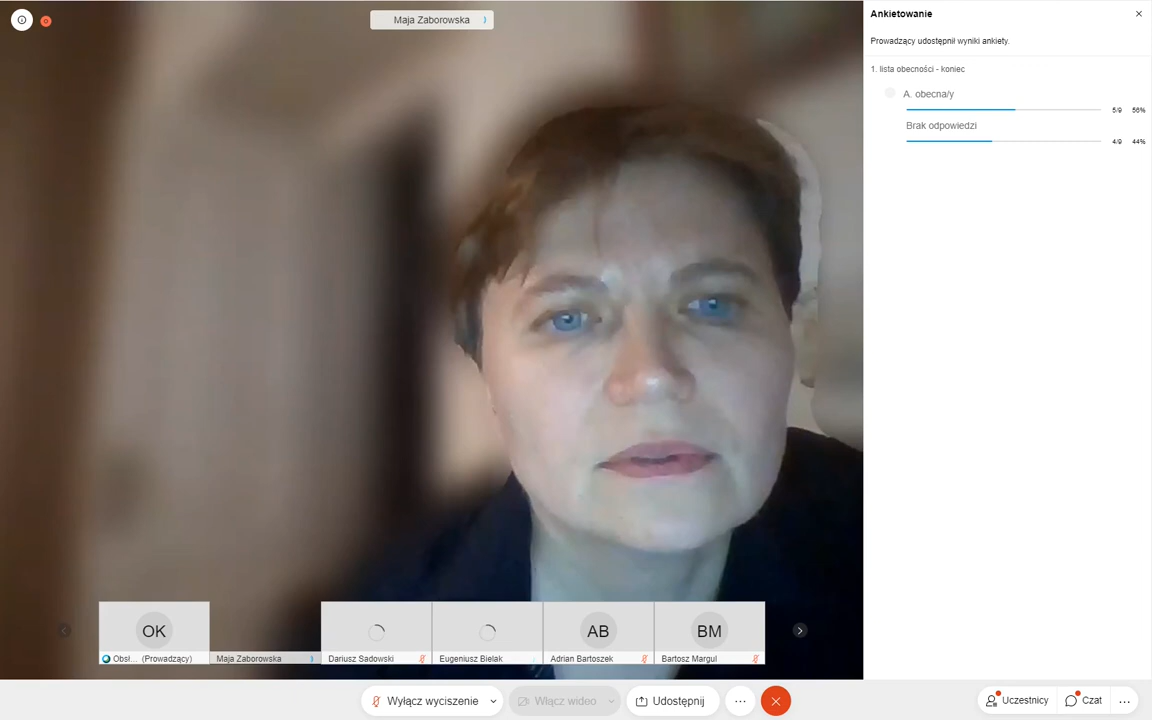 Maja Zaborowska
Ankietowanie
Prowadzący udostępnił wyniki ankiety.
1. lista obecności - koniec
A. obecna/y
5/9 56%
Brak odpowiedzi
4/9 44%
OK
AB
BM
Obsł... (Prowadzący)
Maja Zaborowska
Dariusz Sadowski
Eugeniusz Bielak
Adrian Bartoszek
Bartosz Margul
Wyłącz wyciszenie
Włącz wideo
Udostępnij
Uczestnicy
Czat